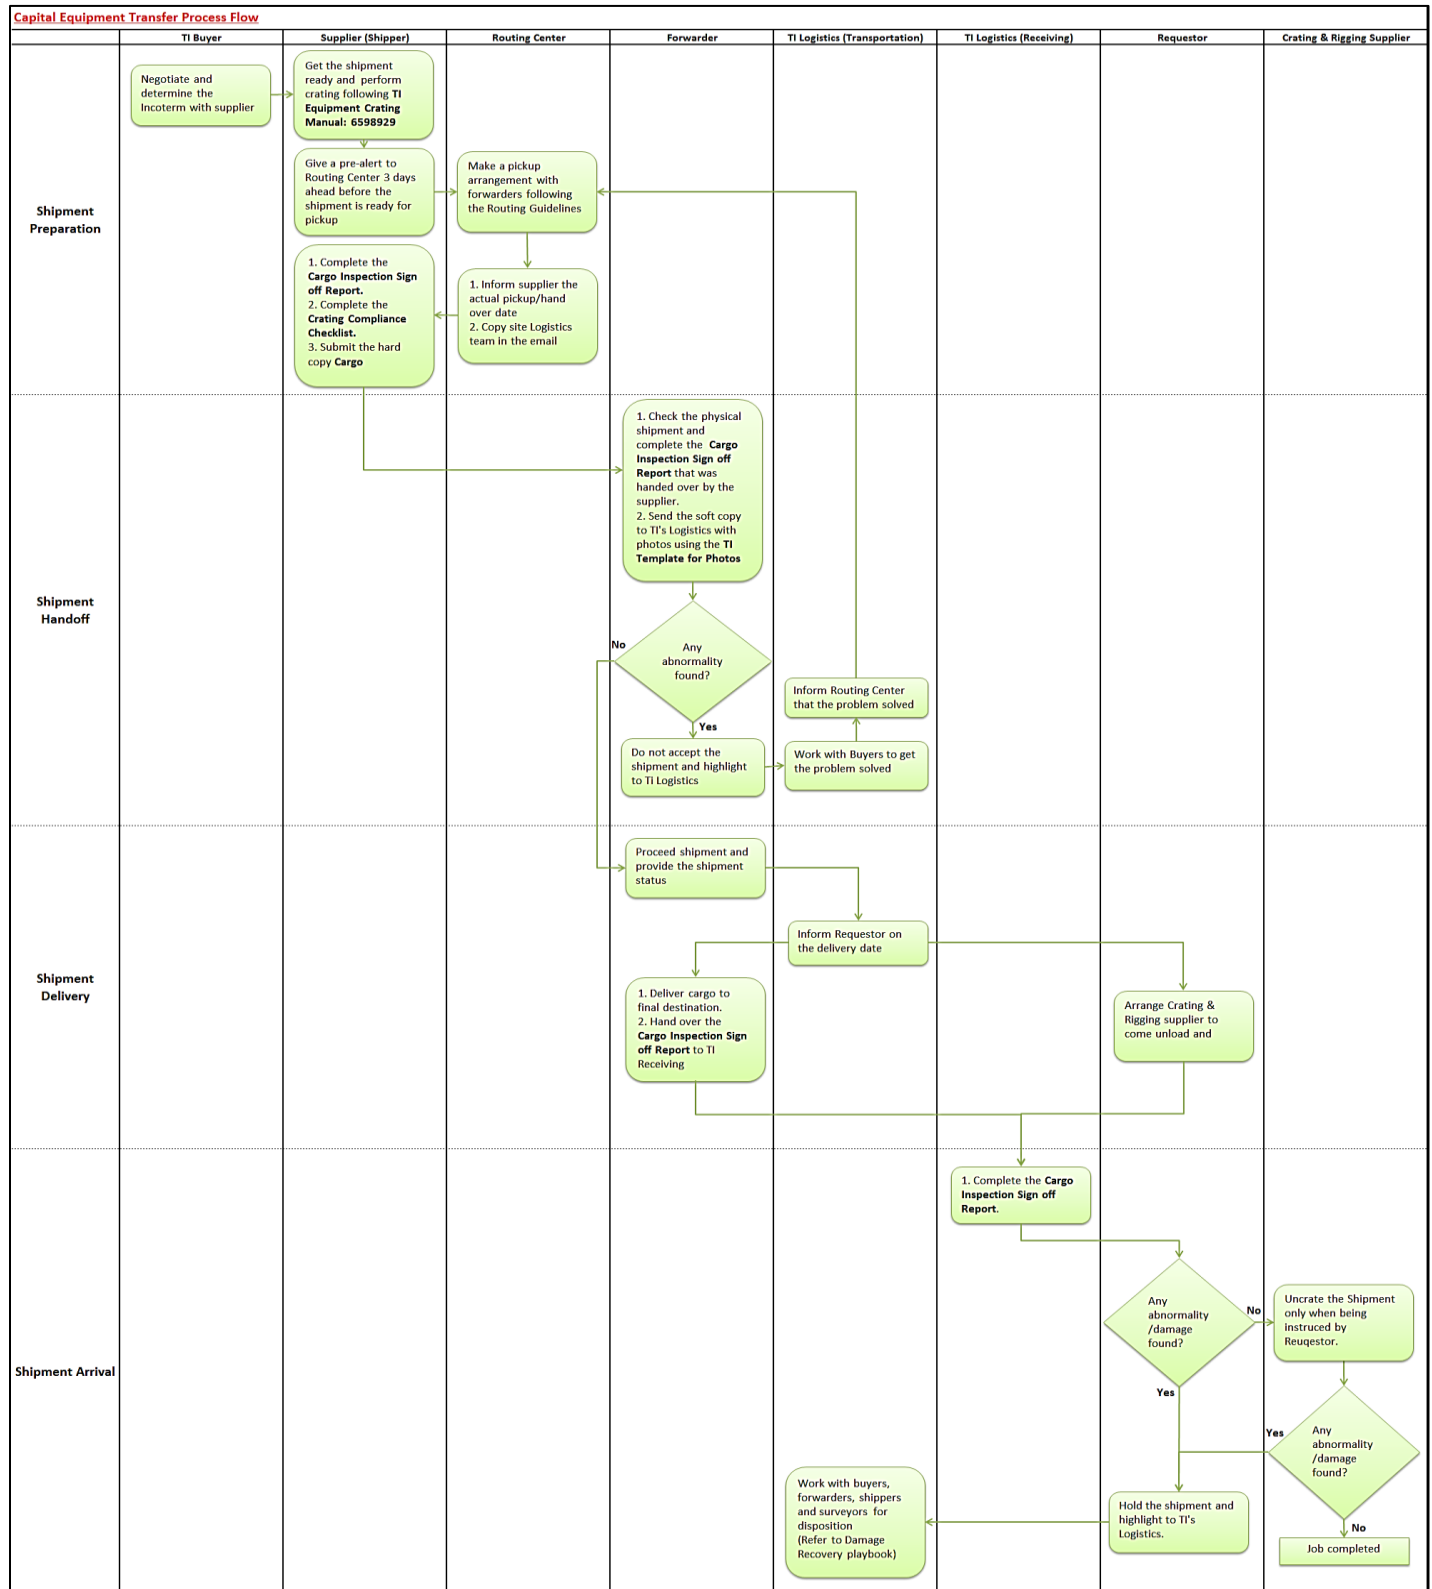 Capital Equipment Transfer Process Flow
TI Buyer
Supplier (Shipper)
Routing Center
Forwarder
TI Logistics (Transportation)
TI Logistics (Receiving)
Requestor
Crating & Rigging Supplier
Shipment
Preparation
Negotiate and
determine the
Incoterm with supplier
Get the shipment
ready and perform
crating following TI
Equipment Crating
Manual: 6598929
Give a pre-alert to
Routing Center 3 days
ahead before the
shipment is ready for
pickup
Make a pickup
arrangement with
forwarders following
the Routing Guidelines
1. Inform supplier the
actual pickup/hand
over date
2. Copy site Logistics
team in the email
1. Complete the
Cargo Inspection Sign
off Report.
2. Complete the
Crating Compliance
Checklist.
3. Submit the hard
copy Cargo
Shipment
Handoff
1. Check the physical
shipment and
complete the Cargo
Inspection Sign off
Report that was
handed over by the
supplier.
2. Send the soft copy
to TI's Logistics with
photos using the TI
Template for Photos
No
Any
abnormality
found?
Yes
Do not accept the
shipment and highlight
to TI Logistics
Work with Buyers to get
the problem solved
Inform Routing Center
that the problem solved
Shipment
Delivery
Proceed shipment and
provide the shipment
status
Inform Requestor on
the delivery date
1. Deliver cargo to
final destination.
2. Hand over the
Cargo Inspection Sign
off Report to TI
Receiving
Arrange Crating &
Rigging supplier to
come unload and
Shipment Arrival
1. Complete the Cargo
Inspection Sign off
Report.
Any
abnormality
/damage
found?
No
Yes
Uncrate the Shipment
only when being
instruced by
Reuqestor.
Yes
Any
abnormality
/damage
found?
No
Job completed
Hold the shipment and
highlight to TI's
Logistics.
Work with buyers,
forwarders, shippers
and surveyors for
disposition
(Refer to Damage
Recovery playbook)